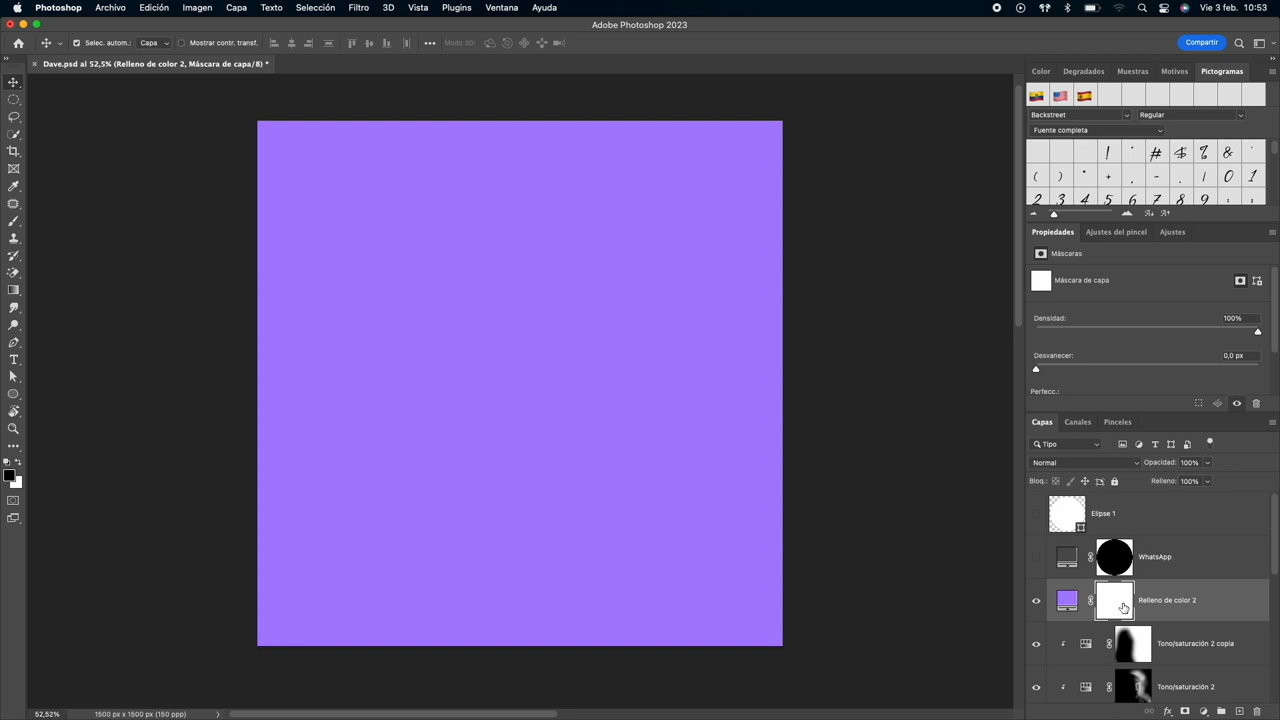 Photoshop Archivo Edición Imagen Capa Texto Selección Filtro 3D Vista Plugins Ventana Ayuda Vie 3 feb. 10:53
Adobe Photoshop 2023
Selec. autom.: Capa Mostrar contr. transf. Modo 3D: Compartir
Dave.psd al 52,5% (Relleno de color 2, Máscara de capa/8) *
Color Degradados Muestras Motivos Pictogramas
Backstreet Regular
Fuente completa
! " # $ % & '
( ) * + , - . / 0 1
2 3 4 5 6 7 8 9 : ;
Propiedades Ajustes del pincel Ajustes
Máscaras
Máscara de capa
Densidad: 100%
Desvanecer: 0,0 px
Perfecc.:
Capas Canales Pinceles
Tipo
Normal Opacidad: 100%
Bloq.: Relleno: 100%
Elipse 1
WhatsApp
Relleno de color 2
Tono/saturación 2 copia
Tono/saturación 2
52,52% 1500 px x 1500 px (150 ppp)